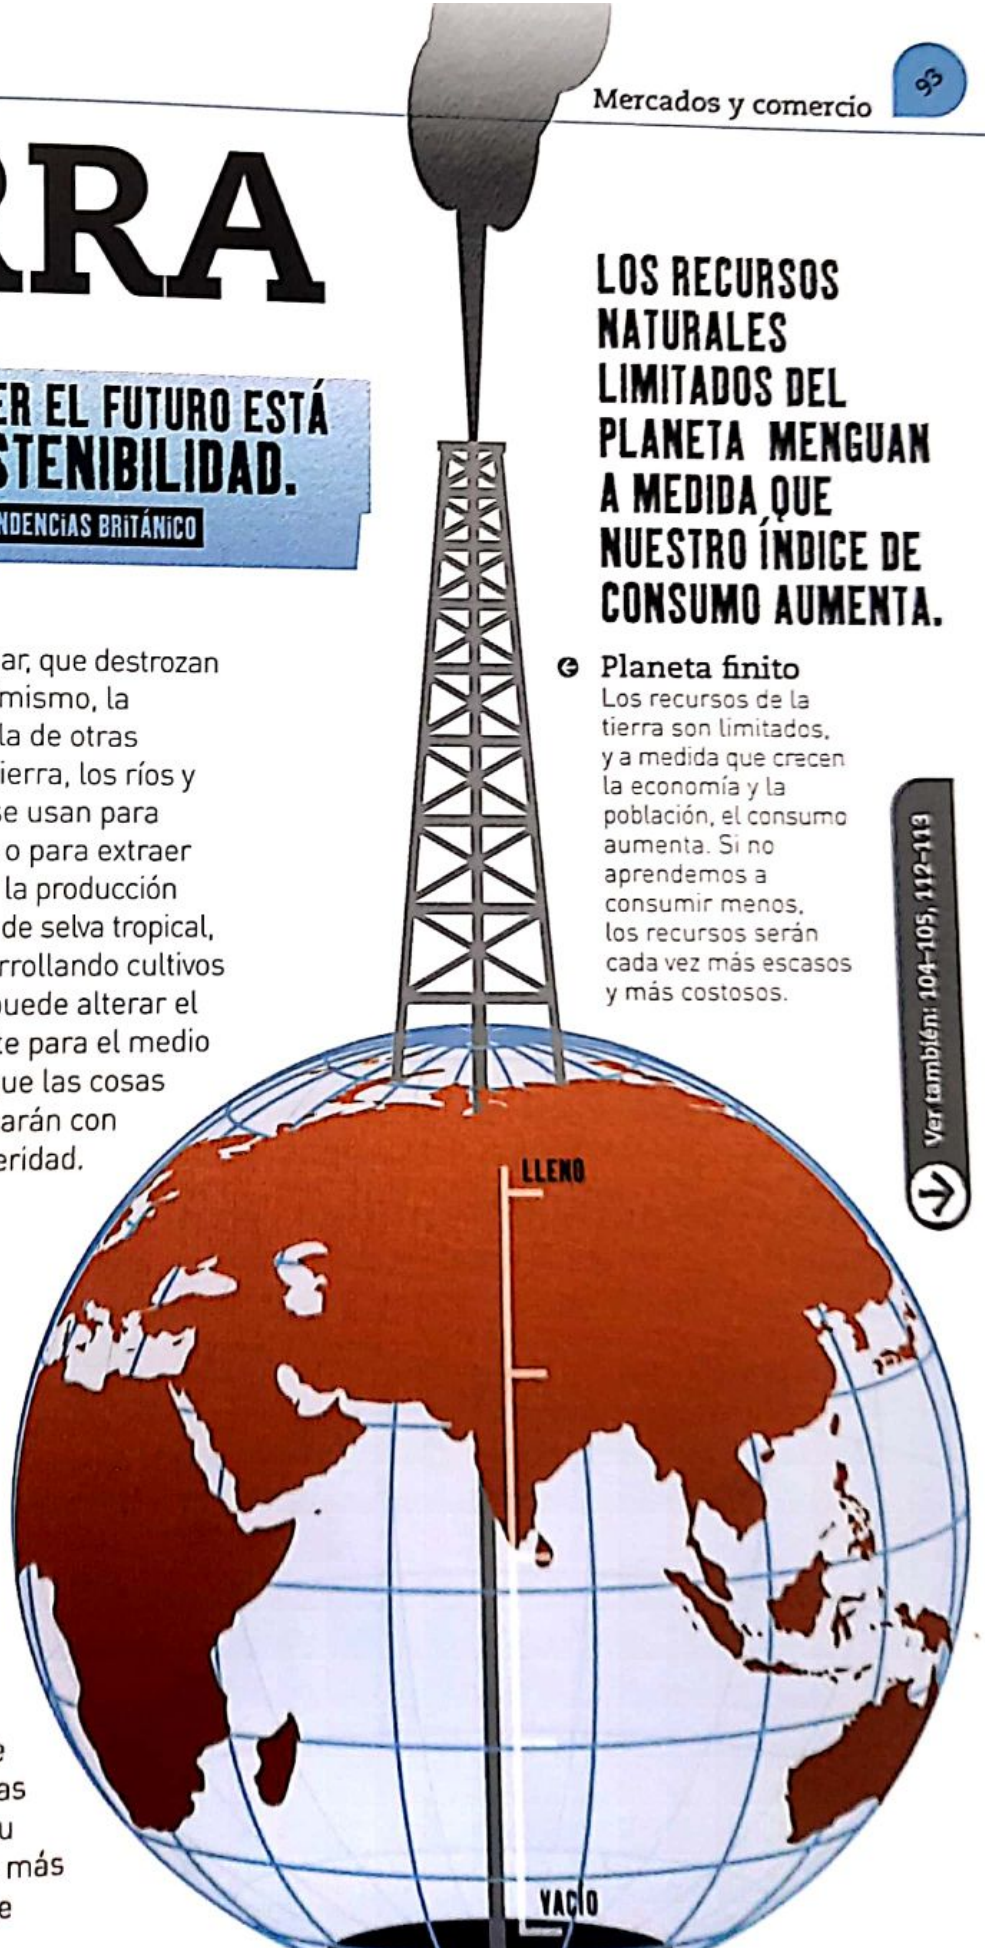 Mercados y comercio
93
RRA
ER EL FUTURO ESTÁ
STENIBILIDAD.
NDENCIAS BRITÁNICO
LOS RECURSOS
NATURALES
LIMITADOS DEL
PLANETA MENGUAN
A MEDIDA QUE
NUESTRO ÍNDICE DE
CONSUMO AUMENTA.
ar, que destrozan
mismo, la
la de otras
ierra, los ríos y
se usan para
o para extraer
la producción
de selva tropical,
rrollando cultivos
puede alterar el
te para el medio
que las cosas
arán con
eridad.
Planeta finito
Los recursos de la
tierra son limitados,
y a medida que crecen
la economía y la
población, el consumo
aumenta. Si no
aprendemos a
consumir menos,
los recursos serán
cada vez más escasos
y más costosos.
Ver también: 104-105, 112-113
LLENO
VACÍO
e
as
u
más
e